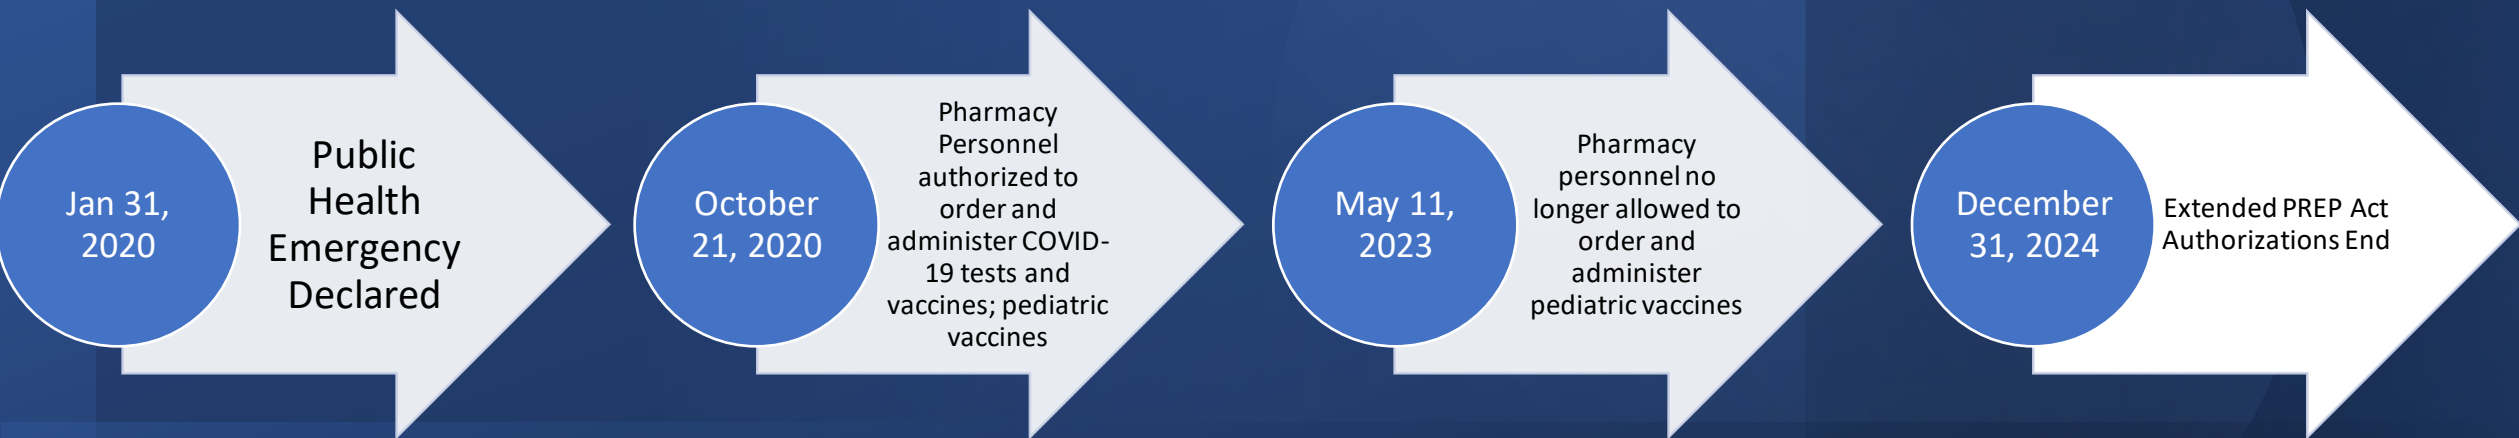 Jan 31,
2020
Public
Health
Emergency
Declared
October
21, 2020
Pharmacy
Personnel
authorized to
order and
administer COVID-
19 tests and
vaccines; pediatric
vaccines
May 11,
2023
Pharmacy
personnel no
longer allowed to
order and
administer
pediatric vaccines
December
31, 2024
Extended PREP Act
Authorizations End